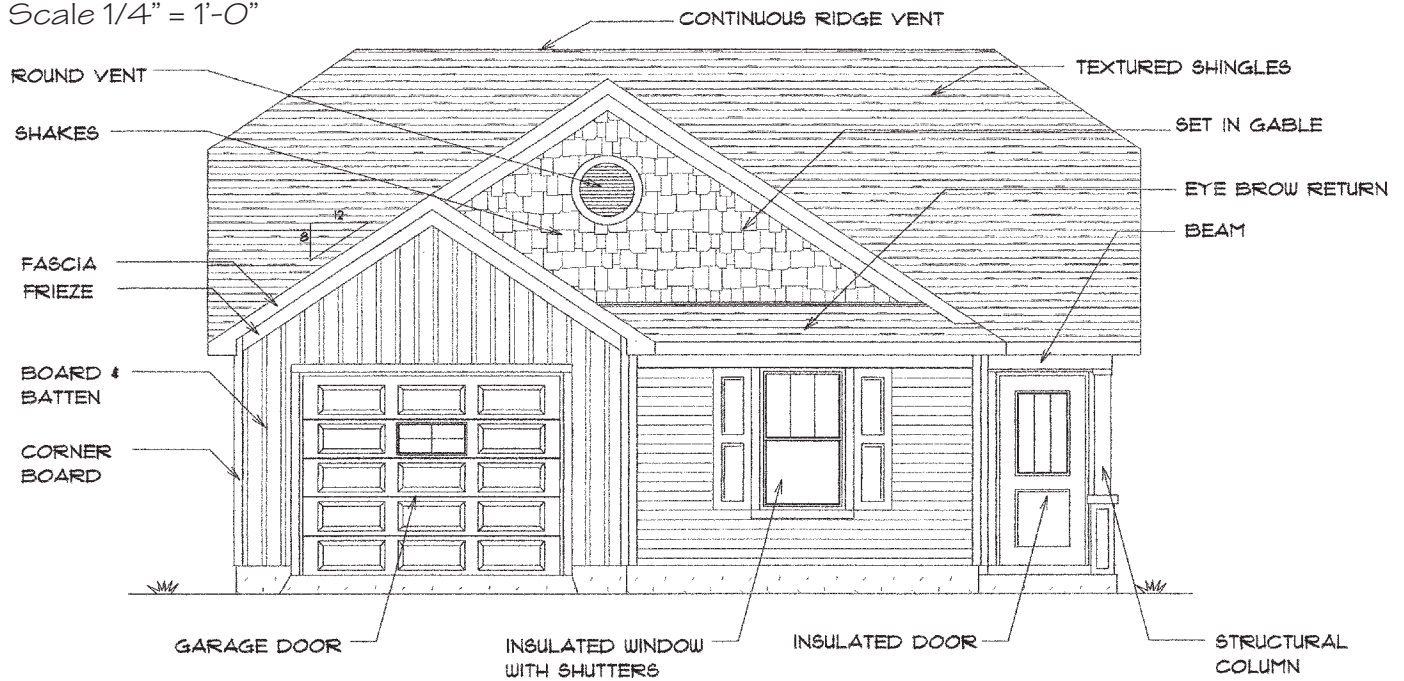 Scale 1/4" = 1'-0"
CONTINUOUS RIDGE VENT
ROUND VENT
TEXTURED SHINGLES
SHAKES
SET IN GABLE
EYE BROW RETURN
12
8
BEAM
FASCIA
FRIEZE
BOARD &
BATTEN
CORNER
BOARD
GARAGE DOOR
INSULATED WINDOW
WITH SHUTTERS
INSULATED DOOR
STRUCTURAL
COLUMN